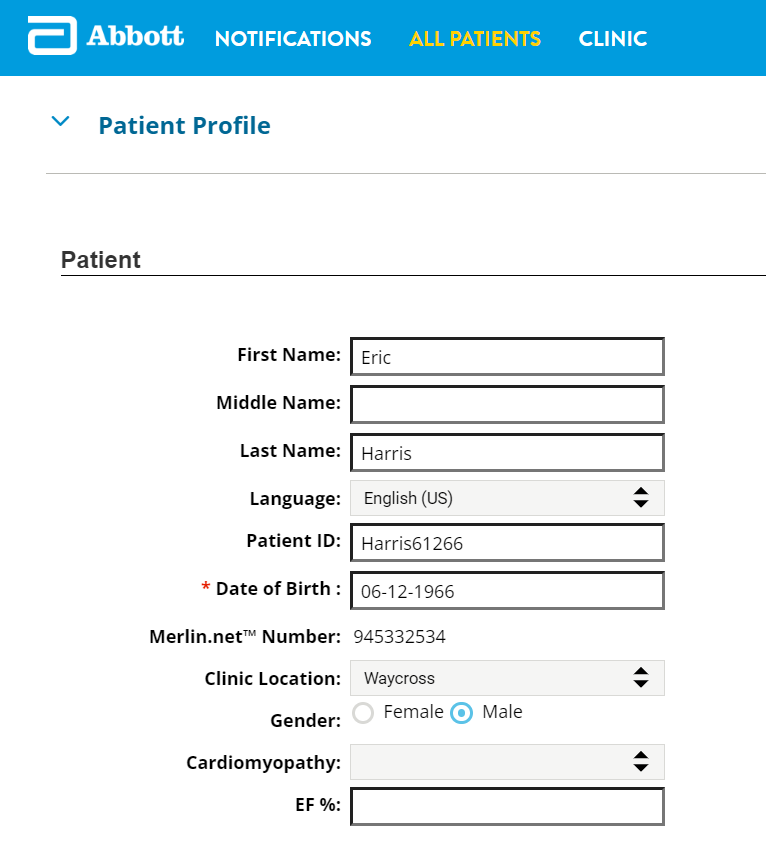 Abbott NOTIFICATIONS ALL PATIENTS CLINIC
Patient Profile
Patient
First Name: Eric
Middle Name:
Last Name: Harris
Language: English (US)
Patient ID: Harris61266
* Date of Birth : 06-12-1966
Merlin.net™ Number: 945332534
Clinic Location: Waycross
Gender: Female Male
Cardiomyopathy:
EF %: